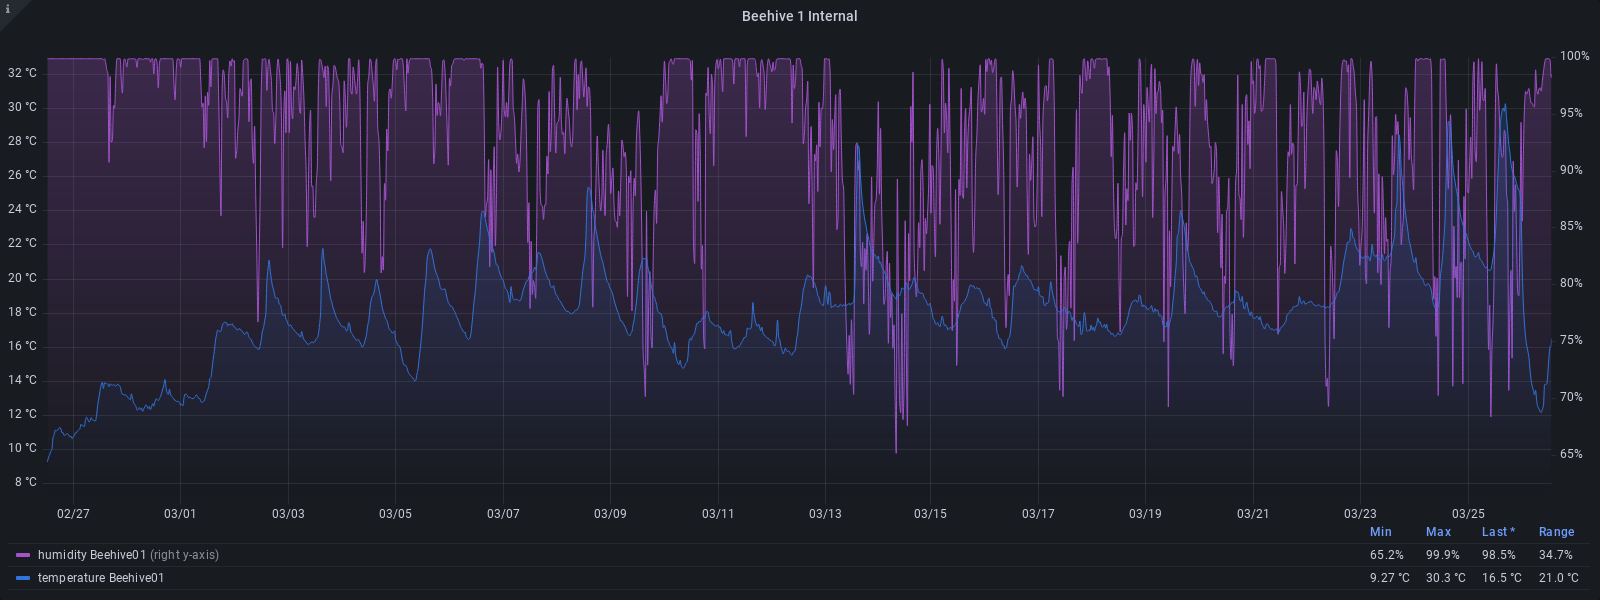 i
Beehive 1 Internal
32 °C
30 °C
28 °C
26 °C
24 °C
22 °C
20 °C
18 °C
16 °C
14 °C
12 °C
10 °C
8 °C
100%
95%
90%
85%
80%
75%
70%
65%
02/27 03/01 03/03 03/05 03/07 03/09 03/11 03/13 03/15 03/17 03/19 03/21 03/23 03/25
Min Max Last * Range
humidity Beehive01 (right y-axis) 65.2% 99.9% 98.5% 34.7%
temperature Beehive01 9.27 °C 30.3 °C 16.5 °C 21.0 °C